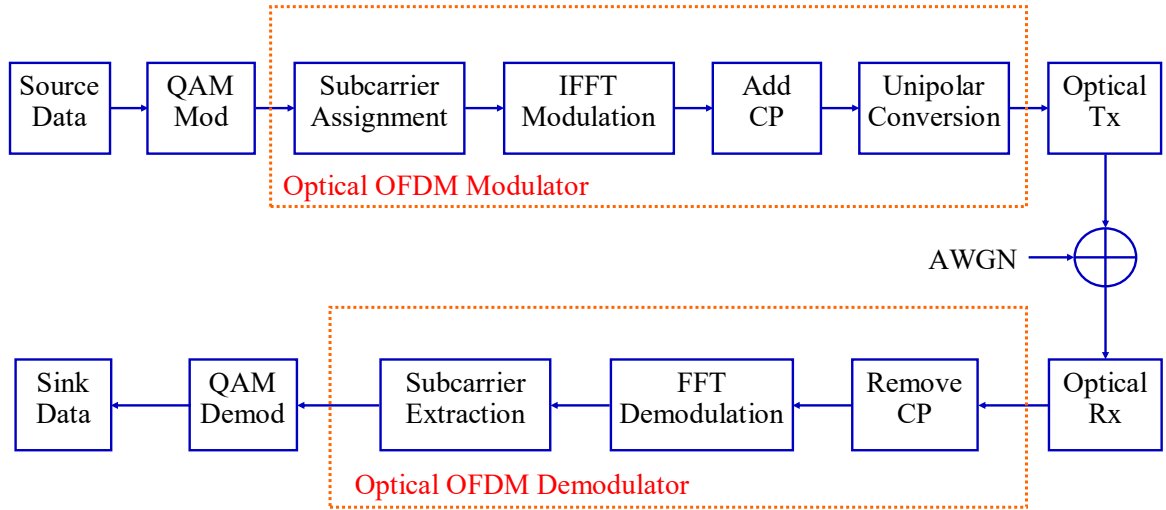 Source
Data
QAM
Mod
Subcarrier
Assignment
IFFT
Modulation
Add
CP
Unipolar
Conversion
Optical
Tx
Optical OFDM Modulator
AWGN
Sink
Data
QAM
Demod
Subcarrier
Extraction
FFT
Demodulation
Remove
CP
Optical
Rx
Optical OFDM Demodulator